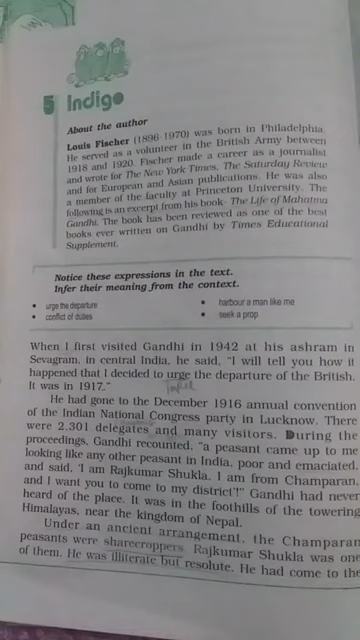 5 Indigo
About the author
Louis Fischer (1896-1970) was born in Philadelphia.
He served as a volunteer in the British Army between
1918 and 1920. Fischer made a career as a journalist
and wrote for The New York Times, The Saturday Review
and for European and Asian publications. He was also
a member of the faculty at Princeton University. The
following is an excerpt from his book- The Life of Mahatma
Gandhi. The book has been reviewed as one of the best
books ever written on Gandhi by Times Educational
Supplement.
Notice these expressions in the text.
Infer their meaning from the context.
• urge the departure
• harbour a man like me
• conflict of duties
• seek a prop
When I first visited Gandhi in 1942 at his ashram in
Sevagram, in central India, he said, "I will tell you how it
happened that I decided to urge the departure of the British.
It was in 1917."
He had gone to the December 1916 annual convention
of the Indian National Congress party in Lucknow. There
were 2,301 delegates and many visitors. During the
proceedings, Gandhi recounted, "a peasant came up to me
looking like any other peasant in India, poor and emaciated,
and said, 'I am Rajkumar Shukla. I am from Champaran,
and I want you to come to my district'!" Gandhi had never
heard of the place. It was in the foothills of the towering
Himalayas, near the kingdom of Nepal.
Under an ancient arrangement, the Champaran
peasants were sharecroppers. Rajkumar Shukla was one
of them. He was illiterate but resolute. He had come to the